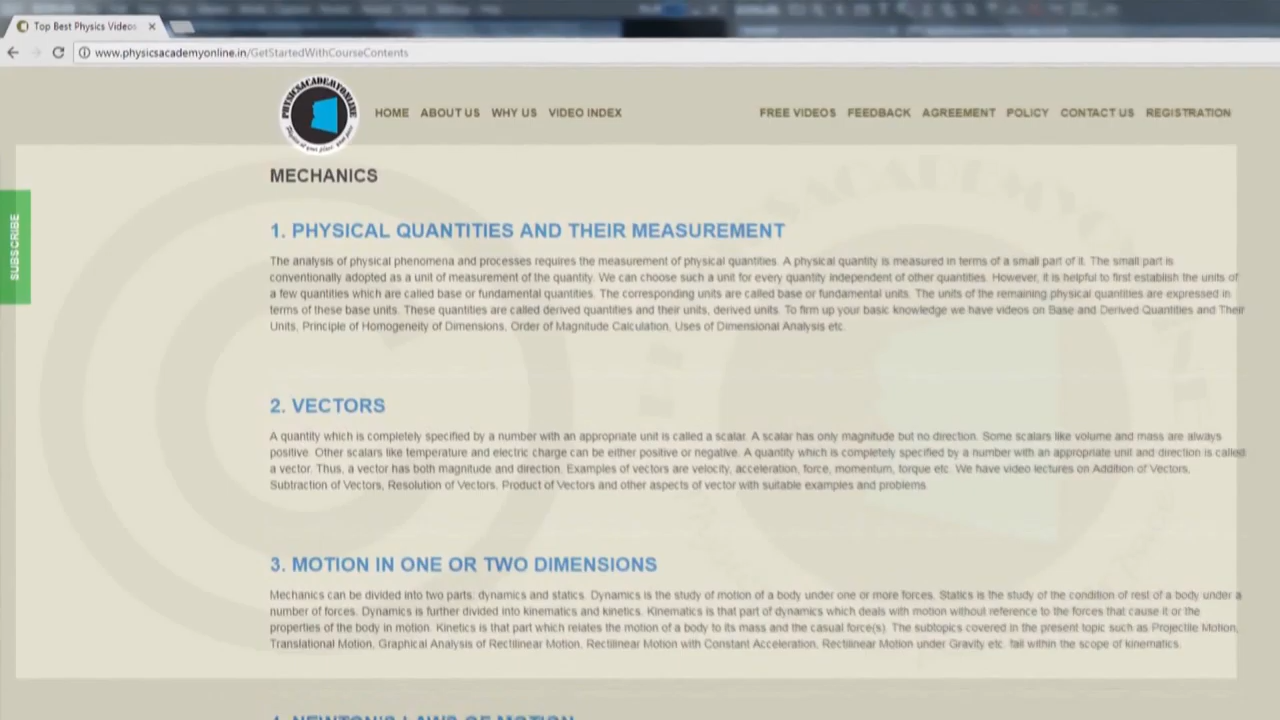 Top Best Physics Videos
www.physicsacademyonline.in/GetStartedWithCourseContents
PHYSICSACADEMYONLINE
HOME ABOUT US WHY US VIDEO INDEX FREE VIDEOS FEEDBACK AGREEMENT POLICY CONTACT US REGISTRATION
SUBSCRIBE
MECHANICS
1. PHYSICAL QUANTITIES AND THEIR MEASUREMENT
The analysis of physical phenomena and processes requires the measurement of physical quantities. A physical quantity is measured in terms of a small part of it. The small part is
conventionally adopted as a unit of measurement of the quantity. We can choose such a unit for every quantity independent of other quantities. However, it is helpful to first establish the units of
a few quantities which are called base or fundamental quantities. The corresponding units are called base or fundamental units. The units of the remaining physical quantities are expressed in
terms of these base units. These quantities are called derived quantities and their units, derived units. To firm up your basic knowledge we have videos on Base and Derived Quantities and Their
Units, Principle of Homogeneity of Dimensions, Order of Magnitude Calculation, Uses of Dimensional Analysis etc.
2. VECTORS
A quantity which is completely specified by a number with an appropriate unit is called a scalar. A scalar has only magnitude but no direction. Some scalars like volume and mass are always
positive. Other scalars like temperature and electric charge can be either positive or negative. A quantity which is completely specified by a number with an appropriate unit and direction is called
a vector. Thus, a vector has both magnitude and direction. Examples of vectors are velocity, acceleration, force, momentum, torque etc. We have video lectures on Addition of Vectors,
Subtraction of Vectors, Resolution of Vectors, Product of Vectors and other aspects of vector with suitable examples and problems.
3. MOTION IN ONE OR TWO DIMENSIONS
Mechanics can be divided into two parts: dynamics and statics. Dynamics is the study of motion of a body under one or more forces. Statics is the study of the condition of rest of a body under a
number of forces. Dynamics is further divided into kinematics and kinetics. Kinematics is that part of dynamics which deals with motion without reference to the forces that cause it or the
properties of the body in motion. Kinetics is that part which relates the motion of a body to its mass and the casual force(s). The subtopics covered in the present topic such as Projectile Motion,
Translational Motion, Graphical Analysis of Rectilinear Motion, Rectilinear Motion with Constant Acceleration, Rectilinear Motion under Gravity etc. fall within the scope of kinematics.
4. NEWTON'S LAWS OF MOTION